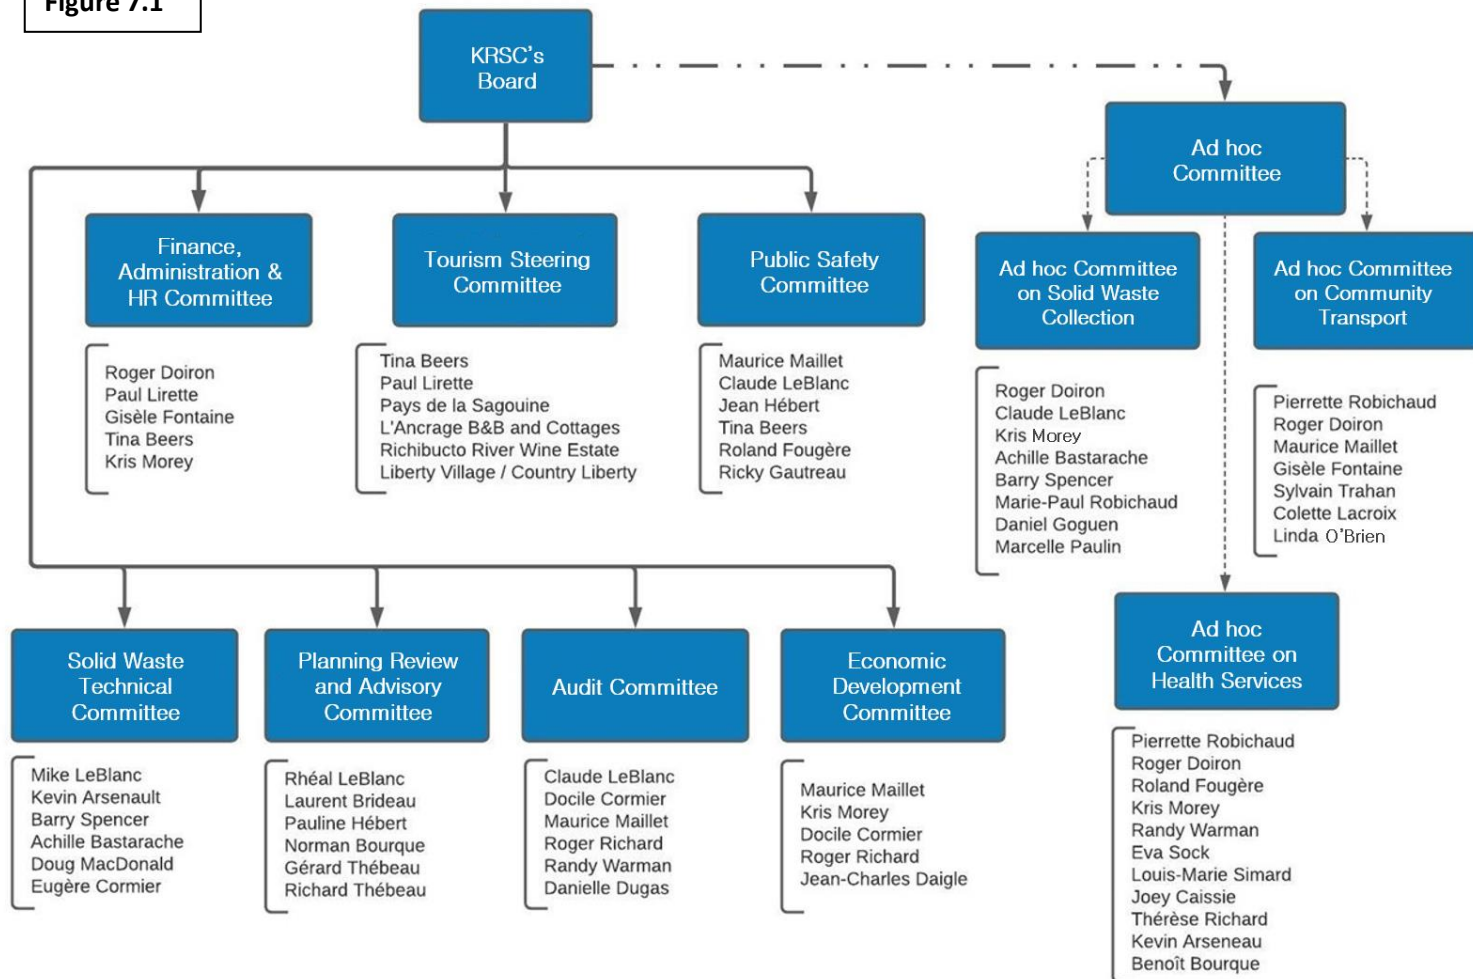 Figure 7.1
KRSC's
Board
Ad hoc
Committee
Finance,
Administration &
HR Committee
Roger Doiron
Paul Lirette
Gisèle Fontaine
Tina Beers
Kris Morey
Tourism Steering
Committee
Tina Beers
Paul Lirette
Pays de la Sagouine
L'Ancrage B&B and Cottages
Richibucto River Wine Estate
Liberty Village / Country Liberty
Public Safety
Committee
Maurice Maillet
Claude LeBlanc
Jean Hébert
Tina Beers
Roland Fougère
Ricky Gautreau
Ad hoc Committee
on Solid Waste
Collection
Roger Doiron
Claude LeBlanc
Kris Morey
Achille Bastarache
Barry Spencer
Marie-Paul Robichaud
Daniel Goguen
Marcelle Paulin
Ad hoc Committee
on Community
Transport
Pierrette Robichaud
Roger Doiron
Maurice Maillet
Gisèle Fontaine
Sylvain Trahan
Colette Lacroix
Linda O'Brien
Solid Waste
Technical
Committee
Mike LeBlanc
Kevin Arsenault
Barry Spencer
Achille Bastarache
Doug MacDonald
Eugère Cormier
Planning Review
and Advisory
Committee
Rhéal LeBlanc
Laurent Brideau
Pauline Hébert
Norman Bourque
Gérard Thébeau
Richard Thébeau
Audit Committee
Claude LeBlanc
Docile Cormier
Maurice Maillet
Roger Richard
Randy Warman
Danielle Dugas
Economic
Development
Committee
Maurice Maillet
Kris Morey
Docile Cormier
Roger Richard
Jean-Charles Daigle
Ad hoc
Committee on
Health Services
Pierrette Robichaud
Roger Doiron
Roland Fougère
Kris Morey
Randy Warman
Eva Sock
Louis-Marie Simard
Joey Caissie
Thérèse Richard
Kevin Arseneau
Benoît Bourque